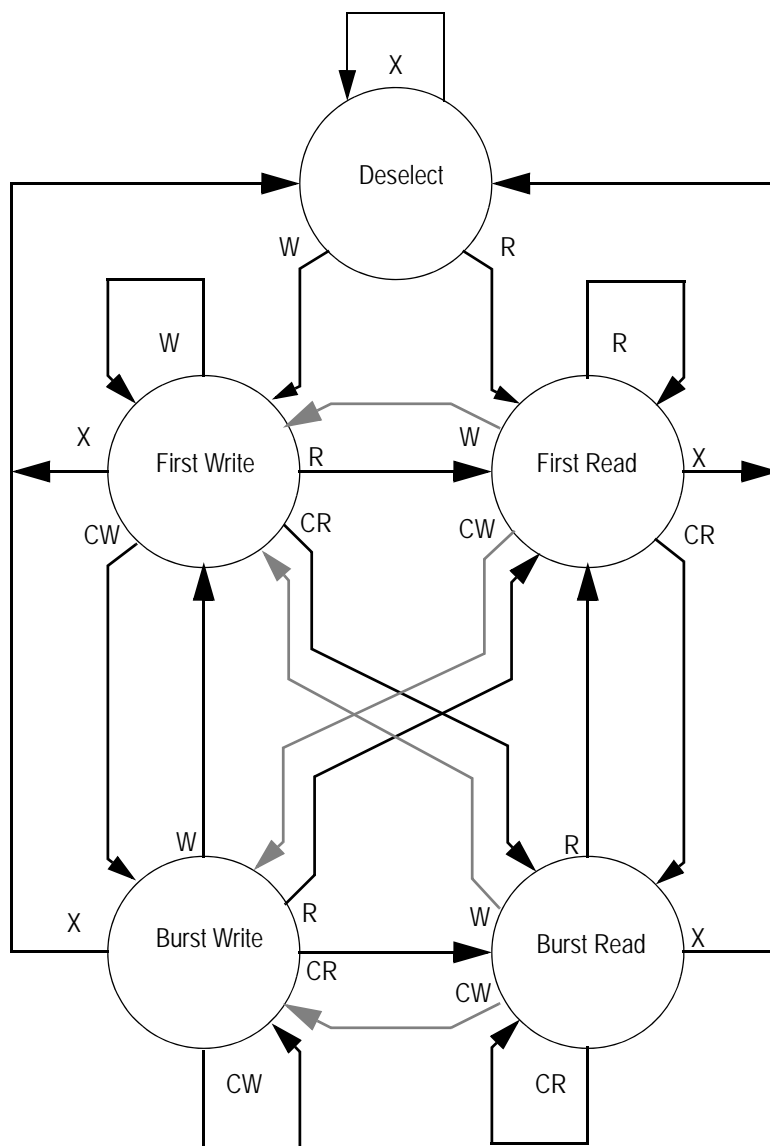 X
Deselect
W
R
W
R
X
First Write
R
W
First Read
X
CW
CR
CW
CR
W
R
X
Burst Write
R
W
Burst Read
X
CR
CW
CW
CR